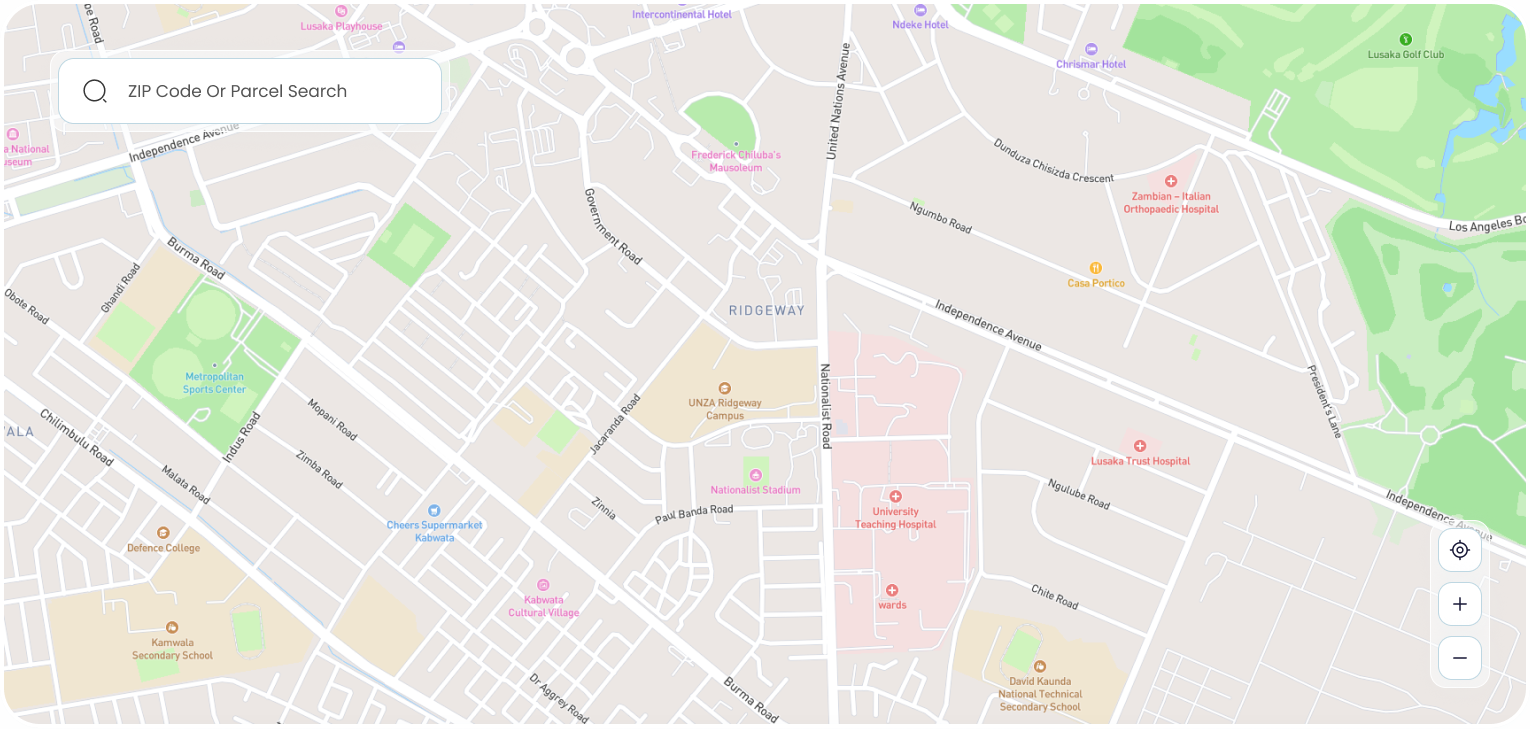 Lusaka Playhouse
Intercontinental Hotel
Ndeke Hotel
Chrismar Hotel
Lusaka Golf Club
ZIP Code Or Parcel Search
Independence Avenue
United Nations Avenue
a National
useum
Frederick Chiluba's
Mausoleum
Dunduza Chisizda Crescent
Zambian – Italian
Orthopaedic Hospital
Los Angeles Bo
Ngumbo Road
Government Road
Burma Road
Ghandi Road
Obote Road
Casa Portico
RIDGEWAY
Independence Avenue
Metropolitan
Sports Center
UNZA Ridgeway
Campus
Nationalist Road
President's Lane
Jacaranda Road
Mopani Road
Indus Road
Chilimbulu Road
ALA
Zimba Road
Malata Road
Lusaka Trust Hospital
Nationalist Stadium
Ngulube Road
Independence Avenue
Zinnia
Paul Banda Road
University
Teaching Hospital
Cheers Supermarket
Kabwata
Defence College
Kabwata
Cultural Village
wards
Chite Road
Kamwala
Secondary School
David Kaunda
National Technical
Secondary School
Dr Aggrey Road
Burma Road